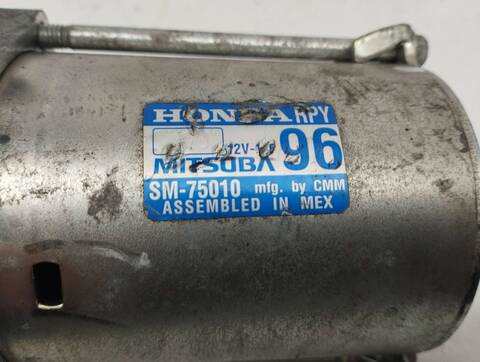 HONDA RPY
12V-
MITSUBA 96
SM-75010 mfg. by CMM
ASSEMBLED IN MEX